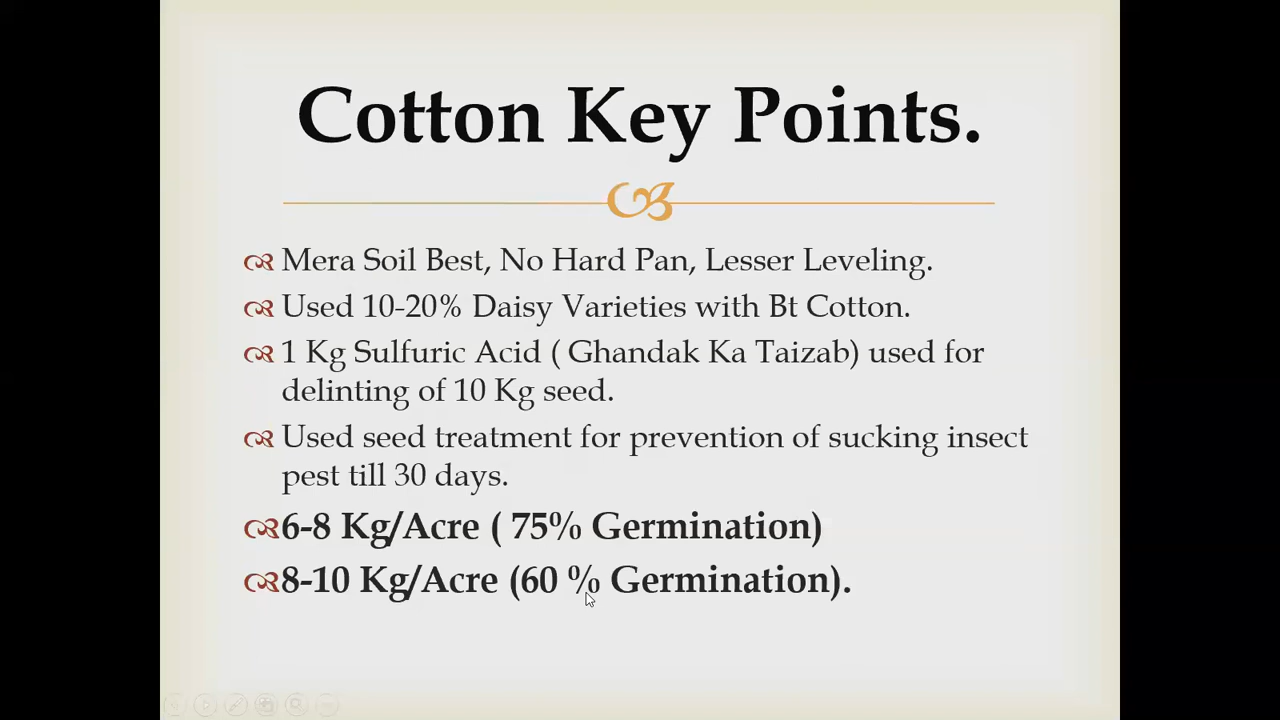 Cotton Key Points.
Mera Soil Best, No Hard Pan, Lesser Leveling.
Used 10-20% Daisy Varieties with Bt Cotton.
1 Kg Sulfuric Acid ( Ghandak Ka Taizab) used for
delinting of 10 Kg seed.
Used seed treatment for prevention of sucking insect
pest till 30 days.
6-8 Kg/Acre ( 75% Germination)
8-10 Kg/Acre (60 % Germination).